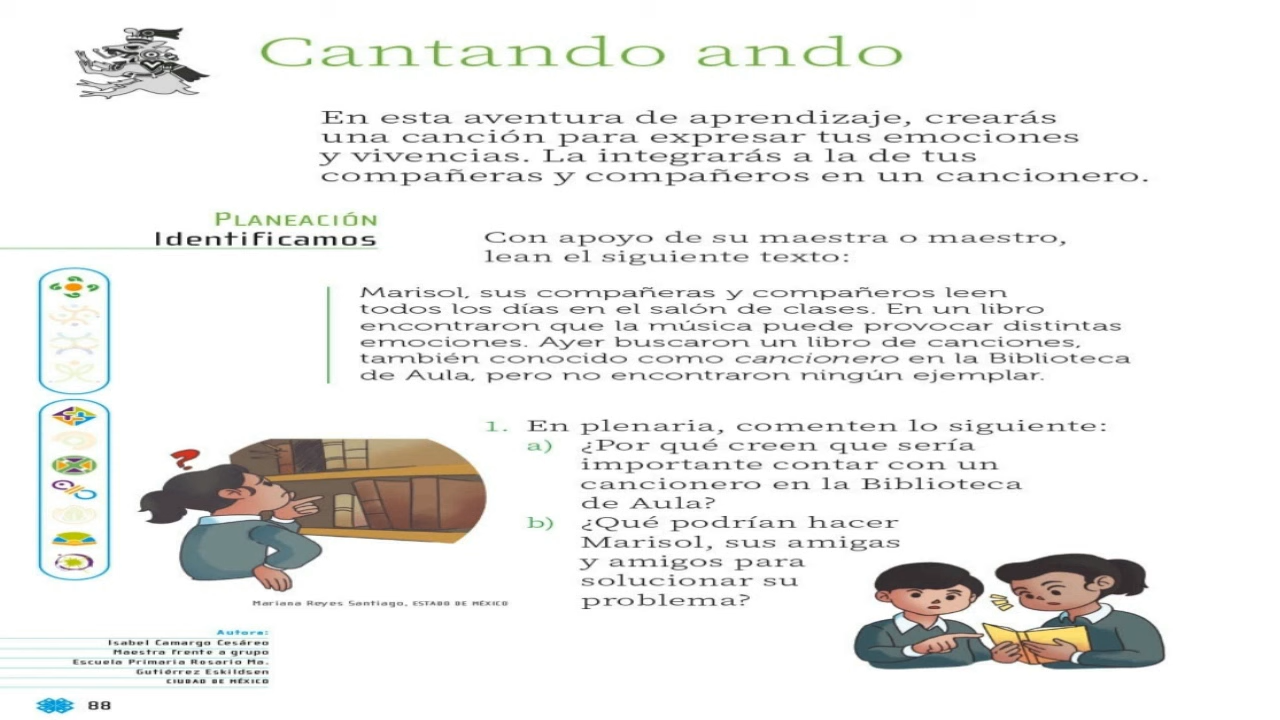 Cantando ando
En esta aventura de aprendizaje, crearás
una canción para expresar tus emociones
y vivencias. La integrarás a la de tus
compañeras y compañeros en un cancionero.
PLANEACIÓN
Identificamos
Con apoyo de su maestra o maestro,
lean el siguiente texto:
Marisol, sus compañeras y compañeros leen
todos los días en el salón de clases. En un libro
encontraron que la música puede provocar distintas
emociones. Ayer buscaron un libro de canciones,
también conocido como cancionero en la Biblioteca
de Aula, pero no encontraron ningún ejemplar.
1. En plenaria, comenten lo siguiente:
a) ¿Por qué creen que sería
importante contar con un
cancionero en la Biblioteca
de Aula?
b) ¿Qué podrían hacer
Marisol, sus amigas
y amigos para
solucionar su
problema?
?
Mariana Reyes Santiago, ESTADO DE MÉXICO
Autora:
Isabel Camargo Cesáreo
Maestra frente a grupo
Escuela Primaria Rosario Ma.
Gutiérrez Eskildsen
CIUDAD DE MÉXICO
88